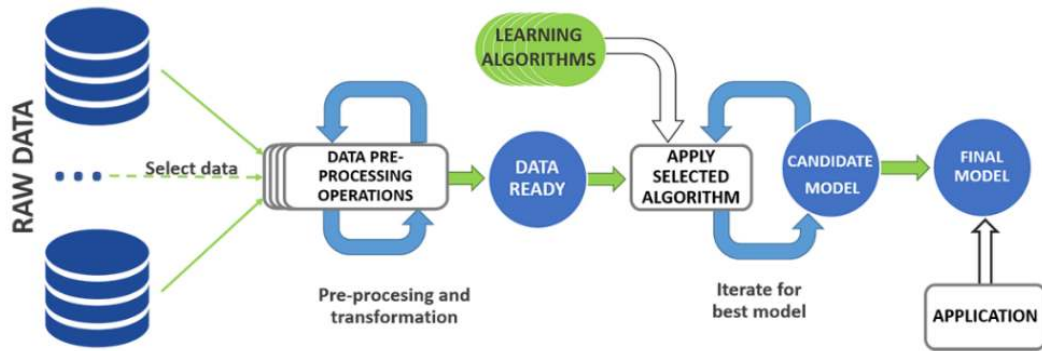 RAW DATA
Select data
DATA PRE-
PROCESSING
OPERATIONS
Pre-procesing and
transformation
DATA
READY
LEARNING
ALGORITHMS
APPLY
SELECTED
ALGORITHM
Iterate for
best model
CANDIDATE
MODEL
FINAL
MODEL
APPLICATION